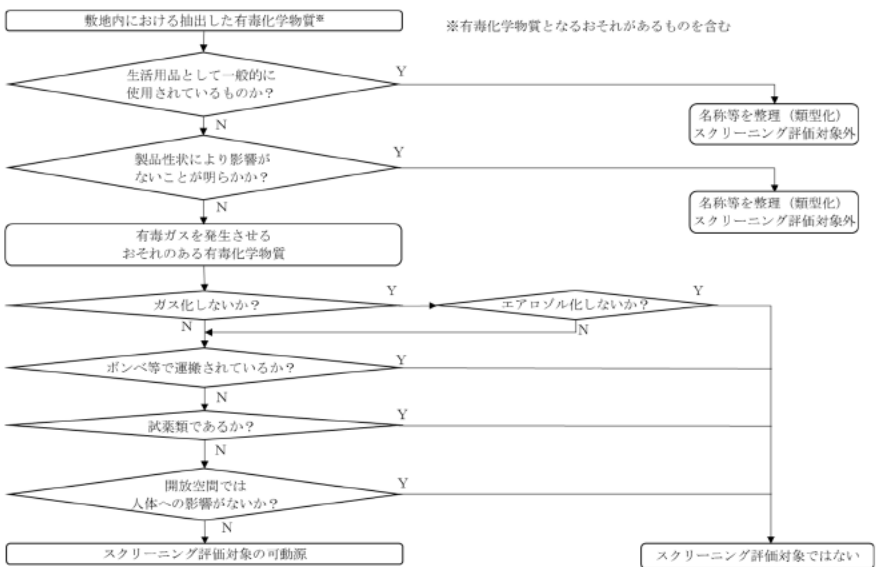 敷地内における抽出した有毒化学物質※
※有毒化学物質となるおそれがあるものを含む
生活用品として一般的に
使用されているものか？
Y
N
名称等を整理（類型化）
スクリーニング評価対象外
製品性状により影響が
ないことが明らかか？
Y
N
名称等を整理（類型化）
スクリーニング評価対象外
有毒ガスを発生させる
おそれのある有毒化学物質
ガス化しないか？
Y
エアロゾル化しないか？
Y
N
N
ボンベ等で運搬されているか？
Y
N
試薬類であるか？
Y
N
開放空間では
人体への影響がないか？
Y
N
スクリーニング評価対象の可動源
スクリーニング評価対象ではない